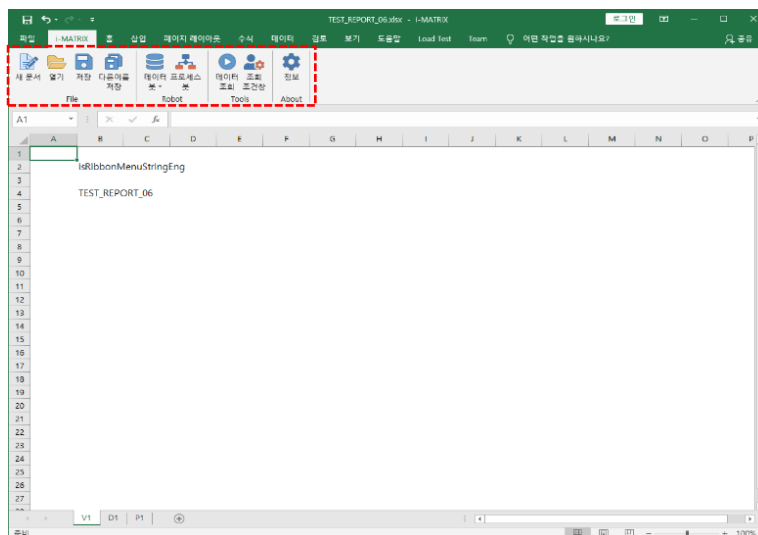 TEST_REPORT_06.xlsx - i-MATRIX
로그인
파일 i-MATRIX 홈 삽입 페이지 레이아웃 수식 데이터 검토 보기 도움말 Load Test Team 어떤 작업을 원하시나요? 공유
새 문서 열기 저장 다른이름 저장 데이터 봇 프로세스 봇 데이터 조회 조회 조건창 정보
File Robot Tools About
A1 fx
A B C D E F G H I J K L M N O P
1
2 IsRibbonMenuStringEng
3
4 TEST_REPORT_06
5
6
7
8
9
10
11
12
13
14
15
16
17
18
19
20
21
22
23
24
25
26
27
V1 D1 P1
준비 100%